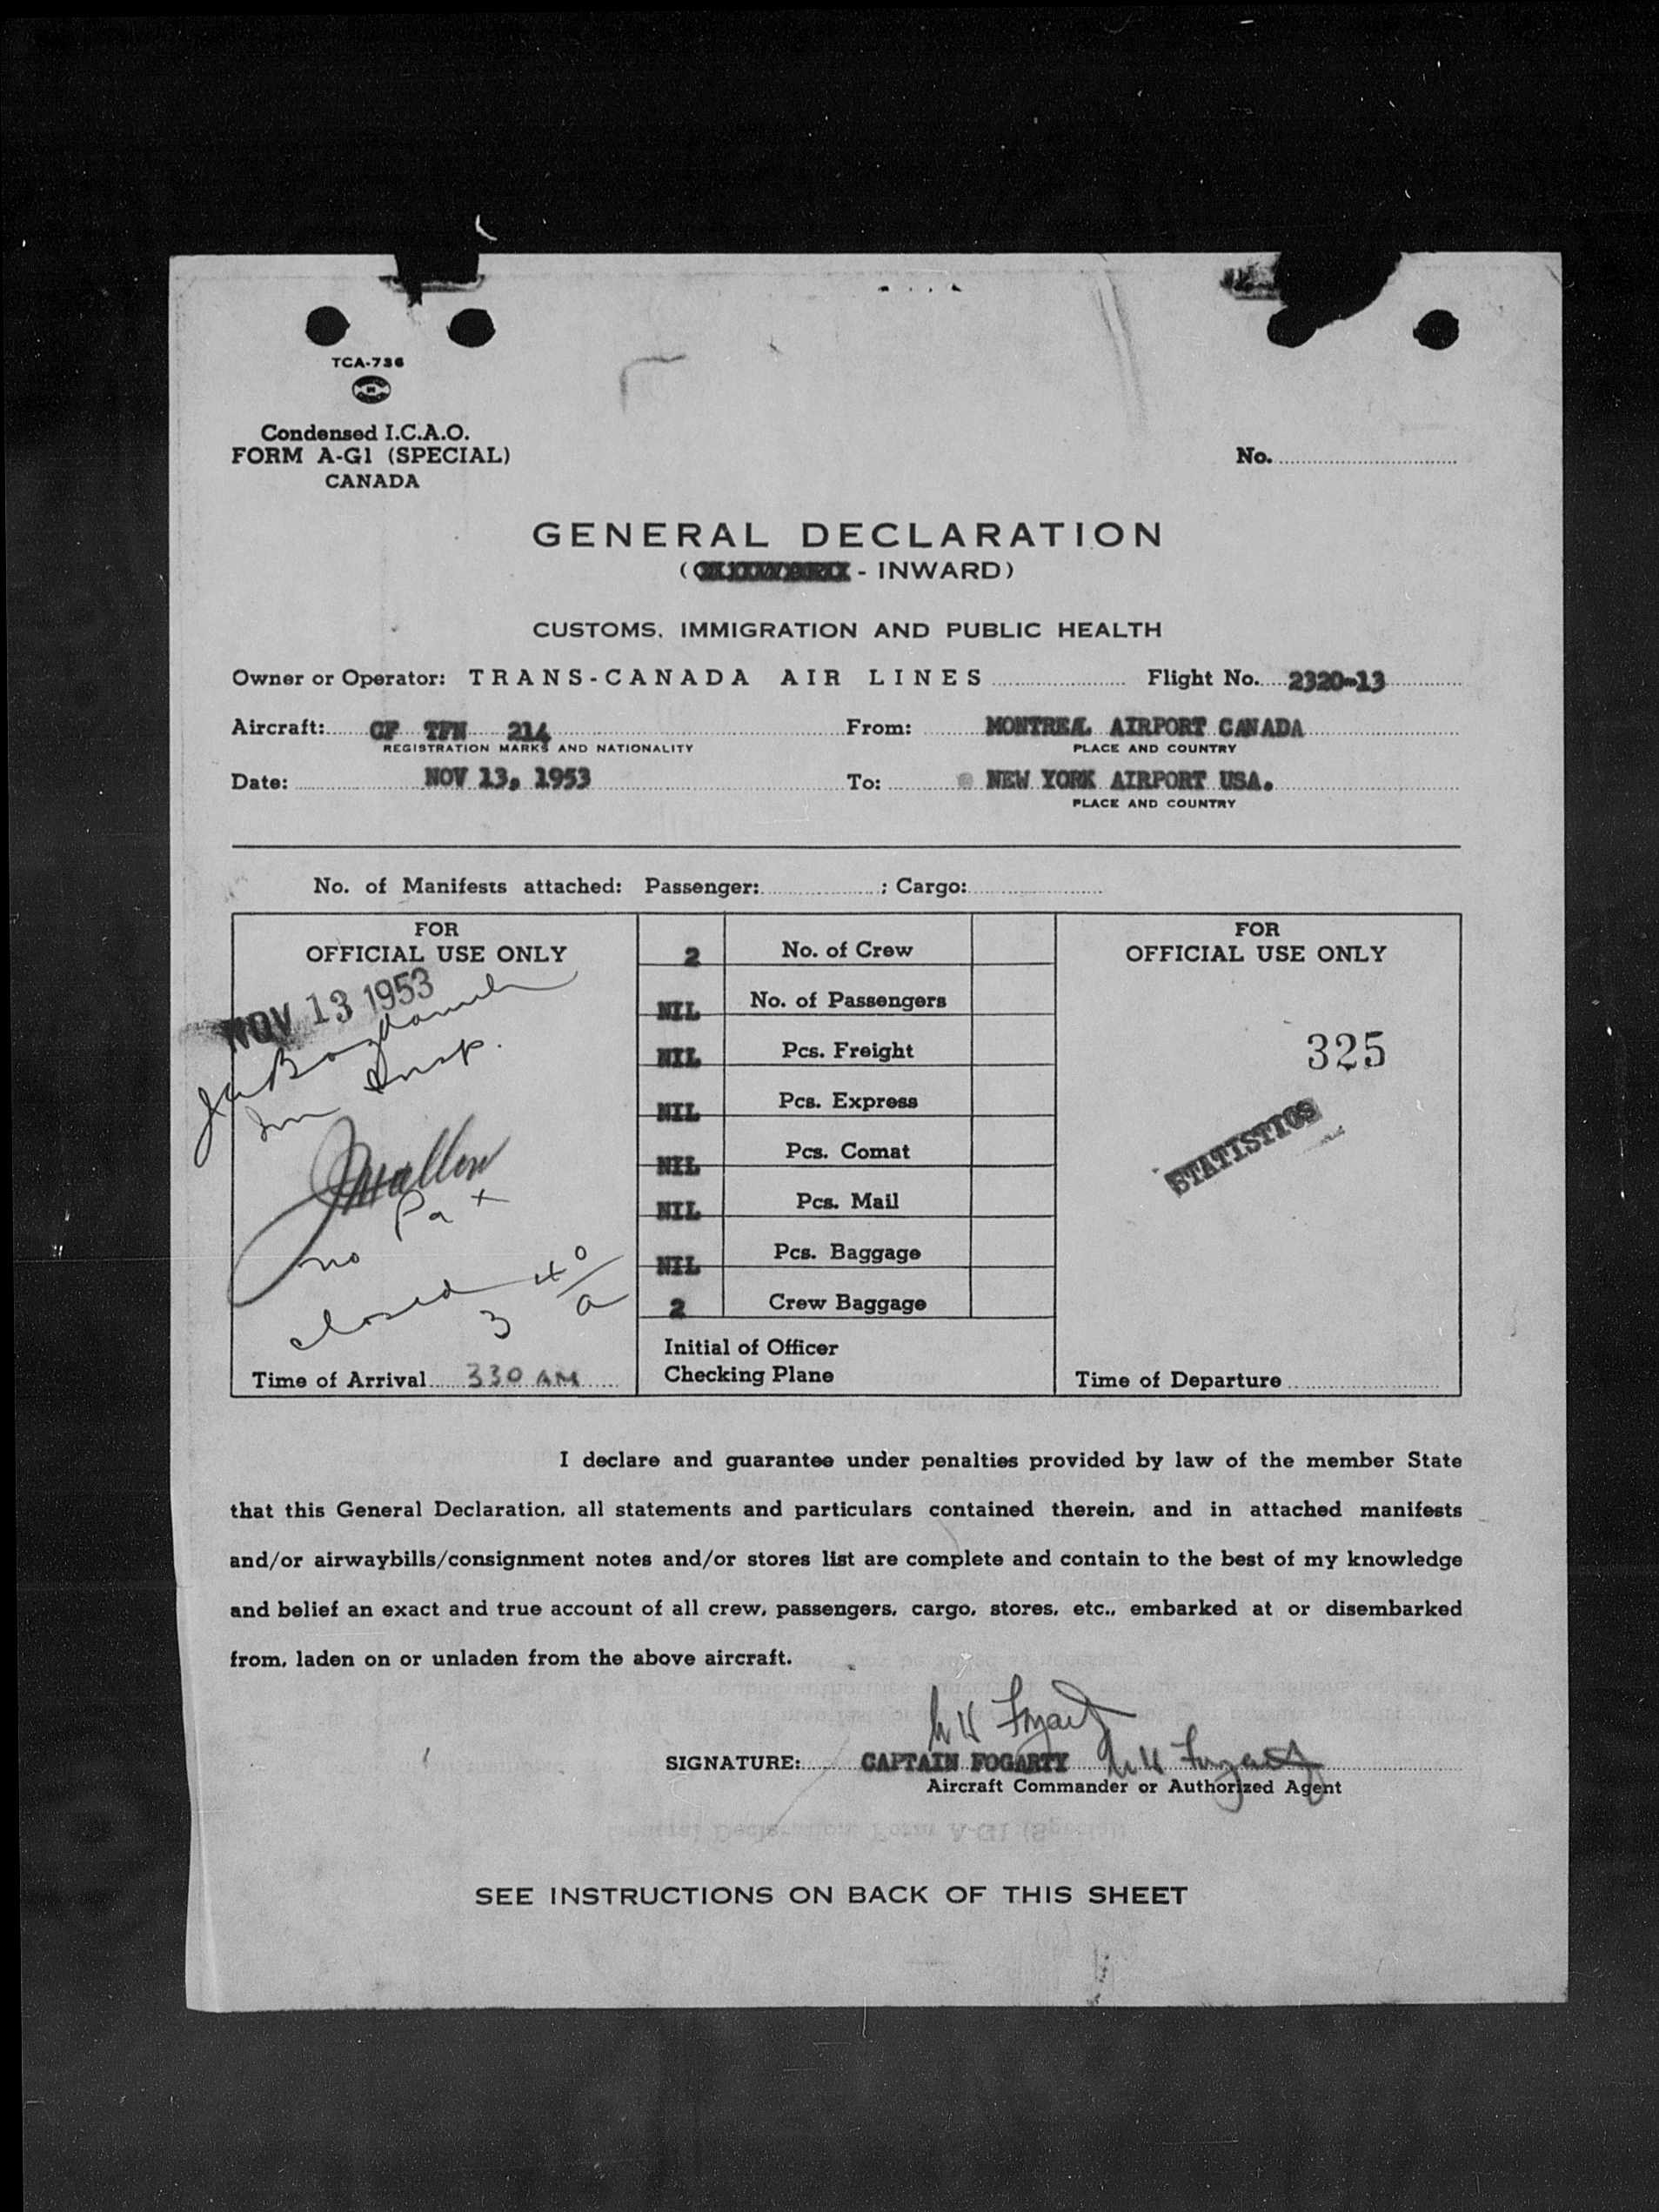 TCA-736
Condensed I.C.A.O.
FORM A-G1 (SPECIAL)
CANADA
No.
GENERAL DECLARATION
( - INWARD)
CUSTOMS, IMMIGRATION AND PUBLIC HEALTH
Owner or Operator: TRANS-CANADA AIR LINES Flight No. 2320-13
Aircraft: CF TFN 214 From: MONTREAL AIRPORT CANADA
REGISTRATION MARKS AND NATIONALITY PLACE AND COUNTRY
Date: NOV 13, 1953 To: NEW YORK AIRPORT USA.
PLACE AND COUNTRY
No. of Manifests attached: Passenger: ; Cargo:
FOR
OFFICIAL USE ONLY
NOV 13 1953
Imm Insp.
no Pax
closed 3 40/a
Time of Arrival 330 AM
2 No. of Crew
NIL No. of Passengers
NIL Pcs. Freight
NIL Pcs. Express
NIL Pcs. Comat
NIL Pcs. Mail
NIL Pcs. Baggage
2 Crew Baggage
Initial of Officer
Checking Plane
FOR
OFFICIAL USE ONLY
325
STATISTICS
Time of Departure
I declare and guarantee under penalties provided by law of the member State
that this General Declaration, all statements and particulars contained therein, and in attached manifests
and/or airwaybills/consignment notes and/or stores list are complete and contain to the best of my knowledge
and belief an exact and true account of all crew, passengers, cargo, stores, etc., embarked at or disembarked
from, laden on or unladen from the above aircraft.
SIGNATURE: CAPTAIN FOGARTY
Aircraft Commander or Authorized Agent
SEE INSTRUCTIONS ON BACK OF THIS SHEET